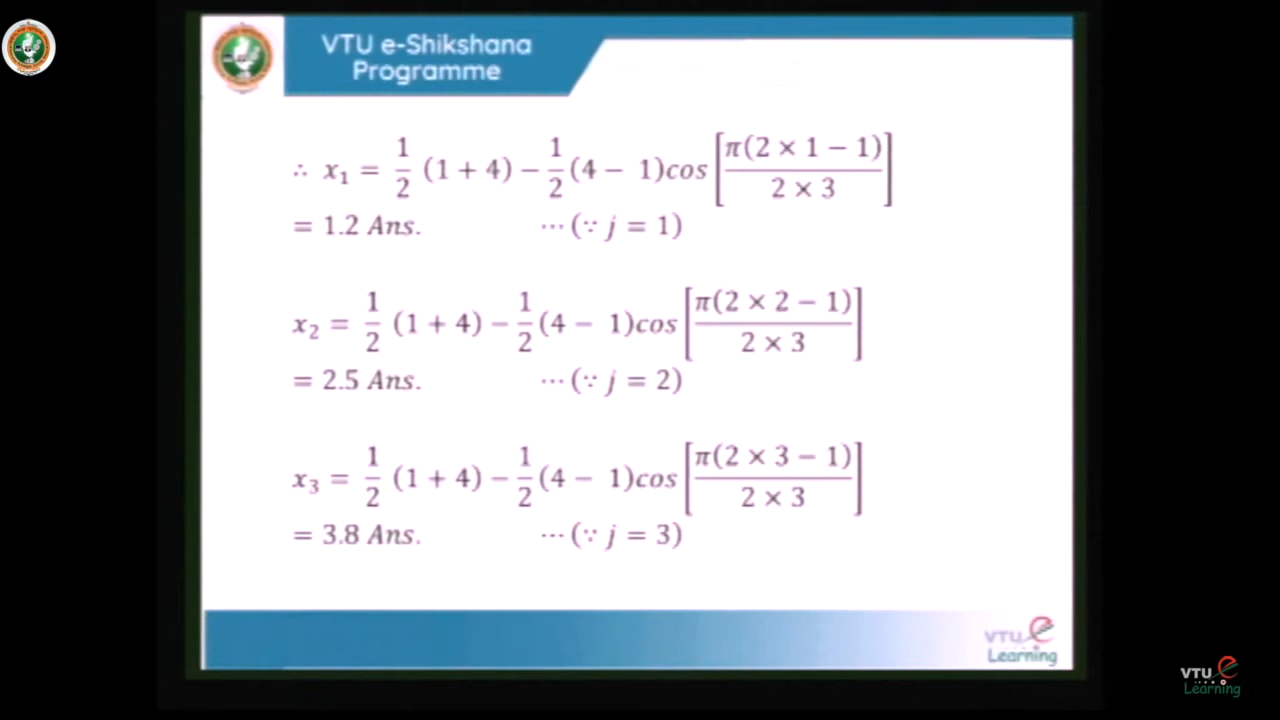 VTU e-Shikshana
Programme
∴ x₁ = 1/2 (1 + 4) − 1/2 (4 − 1)cos [π(2 × 1 − 1) / 2 × 3]
= 1.2 Ans. ⋯ (∵ j = 1)
x₂ = 1/2 (1 + 4) − 1/2 (4 − 1)cos [π(2 × 2 − 1) / 2 × 3]
= 2.5 Ans. ⋯ (∵ j = 2)
x₃ = 1/2 (1 + 4) − 1/2 (4 − 1)cos [π(2 × 3 − 1) / 2 × 3]
= 3.8 Ans. ⋯ (∵ j = 3)
VTU e
Learning
VTU e
Learning